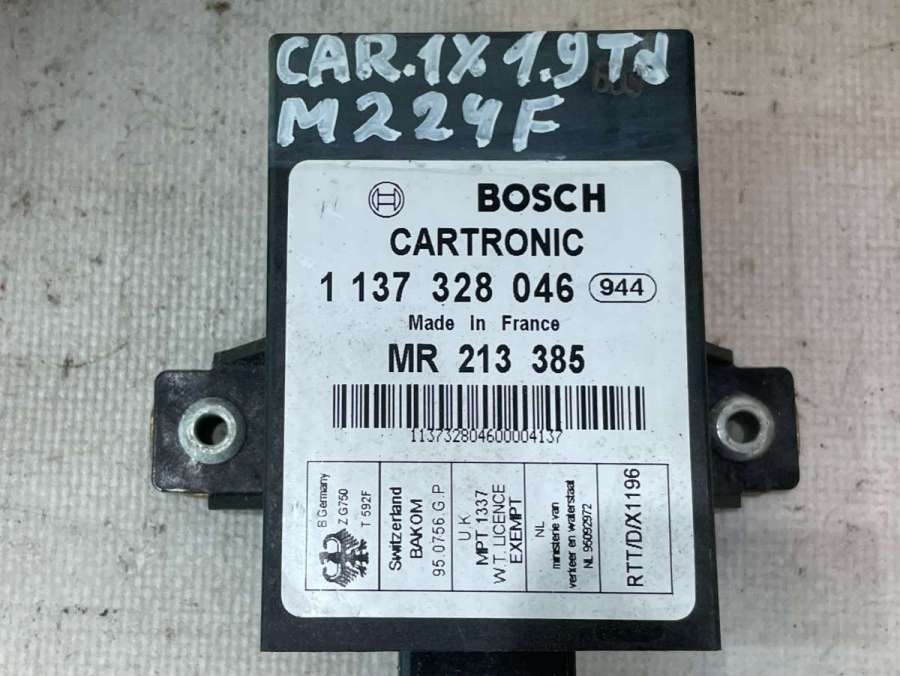 CAR.1X 1.9Td
M224F
BOSCH
CARTRONIC
1 137 328 046 944
Made In France
MR 213 385
113732804600004137
B Germany
Z G750
T 592F
Switzerland
BAKOM
95.0756.G.P
U.K
MPT 1337
W.T. LICENCE
EXEMPT
NL
ministerie van
verkeer en waterstaat
NL 95092972
RTT/D/X1196